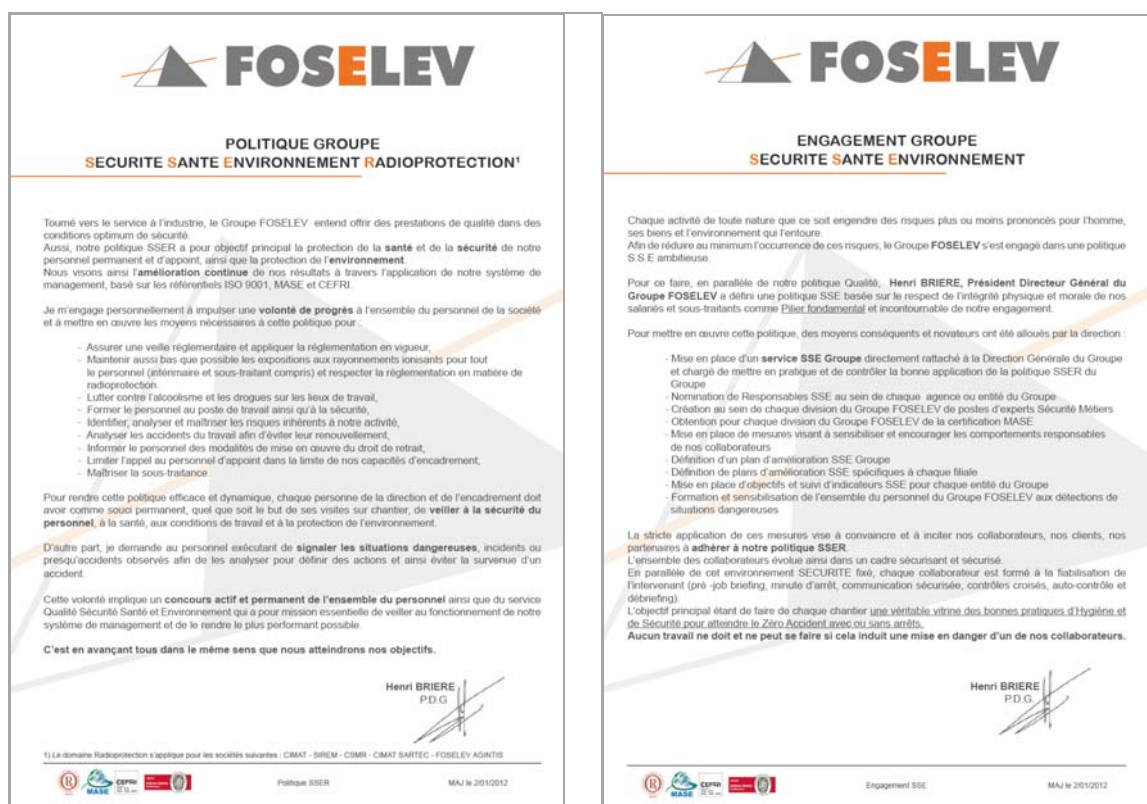 FOSELEV
POLITIQUE GROUPE
SECURITE SANTE ENVIRONNEMENT RADIOPROTECTION¹
Tourné vers le service à l'industrie, le Groupe FOSELEV entend offrir des prestations de qualité dans des
conditions optimum de sécurité.
Aussi, notre politique SSER a pour objectif principal la protection de la santé et de la sécurité de notre
personnel permanent et d'appoint, ainsi que la protection de l'environnement.
Nous visons ainsi l'amélioration continue de nos résultats à travers l'application de notre système de
management, basé sur les référentiels ISO 9001, MASE et CEFRI.
Je m'engage personnellement à impulser une volonté de progrès à l'ensemble du personnel de la société
et à mettre en œuvre les moyens nécessaires à cette politique pour :
- Assurer une veille réglementaire et appliquer la réglementation en vigueur,
- Maintenir aussi bas que possible les expositions aux rayonnements ionisants pour tout
le personnel (intérimaire et sous-traitant compris) et respecter la réglementation en matière de
radioprotection.
- Lutter contre l'alcoolisme et les drogues sur les lieux de travail,
- Former le personnel au poste de travail ainsi qu'à la sécurité,
- Identifier, analyser et maîtriser les risques inhérents à notre activité,
- Analyser les accidents du travail afin d'éviter leur renouvellement,
- Informer le personnel des modalités de mise en œuvre du droit de retrait,
- Limiter l'appel au personnel d'appoint dans la limite de nos capacités d'encadrement,
- Maîtriser la sous-traitance.
Pour rendre cette politique efficace et dynamique, chaque personne de la direction et de l'encadrement doit
avoir comme souci permanent, quel que soit le but de ses visites sur chantier, de veiller à la sécurité du
personnel, à la santé, aux conditions de travail et à la protection de l'environnement.
D'autre part, je demande au personnel exécutant de signaler les situations dangereuses, incidents ou
presqu'accidents observés afin de les analyser pour définir des actions et ainsi éviter la survenue d'un
accident.
Cette volonté implique un concours actif et permanent de l'ensemble du personnel ainsi que du service
Qualité Sécurité Santé et Environnement qui a pour mission essentielle de veiller au fonctionnement de notre
système de management et de le rendre le plus performant possible.
C'est en avançant tous dans le même sens que nous atteindrons nos objectifs.
Henri BRIERE
P.D.G
1) Le domaine Radioprotection s'applique pour les sociétés suivantes : CIMAT - SIREM - CSMR - CIMAT SARTEC - FOSELEV AGINTIS
MASE
CEFRI
Politique SSER
MAJ le 2/01/2012
FOSELEV
ENGAGEMENT GROUPE
SECURITE SANTE ENVIRONNEMENT
Chaque activité de toute nature que ce soit engendre des risques plus ou moins prononcés pour l'homme,
ses biens et l'environnement qui l'entoure.
Afin de réduire au minimum l'occurrence de ces risques, le Groupe FOSELEV s'est engagé dans une politique
S.S.E ambitieuse.
Pour ce faire, en parallèle de notre politique Qualité, Henri BRIERE, Président Directeur Général du
Groupe FOSELEV a défini une politique SSE basée sur le respect de l'intégrité physique et morale de nos
salariés et sous-traitants comme Pilier fondamental et incontournable de notre engagement.
Pour mettre en œuvre cette politique, des moyens conséquents et novateurs ont été alloués par la direction :
- Mise en place d'un service SSE Groupe directement rattaché à la Direction Générale du Groupe
et chargé de mettre en pratique et de contrôler la bonne application de la politique SSER du
Groupe
- Nomination de Responsables SSE au sein de chaque agence ou entité du Groupe
- Création au sein de chaque division du Groupe FOSELEV de postes d'experts Sécurité Métiers
- Obtention pour chaque division du Groupe FOSELEV de la certification MASE
- Mise en place de mesures visant à sensibiliser et encourager les comportements responsables
de nos collaborateurs
- Définition d'un plan d'amélioration SSE Groupe
- Définition de plans d'amélioration SSE spécifiques à chaque filiale
- Mise en place d'objectifs et suivi d'indicateurs SSE pour chaque entité du Groupe
- Formation et sensibilisation de l'ensemble du personnel du Groupe FOSELEV aux détections de
situations dangereuses
La stricte application de ces mesures vise à convaincre et à inciter nos collaborateurs, nos clients, nos
partenaires à adhérer à notre politique SSER.
L'ensemble des collaborateurs évolue ainsi dans un cadre sécurisant et sécurisé.
En parallèle de cet environnement SECURITE fixé, chaque collaborateur est formé à la fiabilisation de
l'intervenant (pré -job briefing, minute d'arrêt, communication sécurisée, contrôles croisés, auto-contrôle et
débriefing).
L'objectif principal étant de faire de chaque chantier une véritable vitrine des bonnes pratiques d'Hygiène et
de Sécurité pour atteindre le Zéro Accident avec ou sans arrêts.
Aucun travail ne doit et ne peut se faire si cela induit une mise en danger d'un de nos collaborateurs.
Henri BRIERE
P.D.G.
MASE
CEFRI
Engagement SSE
MAJ le 2/01/2012